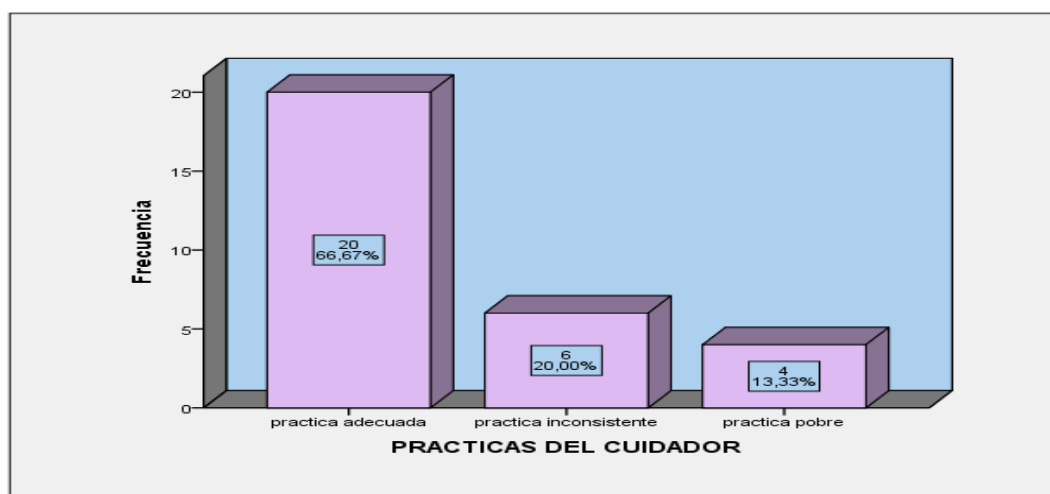 20
15
10
5
0
Frecuencia
20
66,67%
6
20,00%
4
13,33%
practica adecuada
practica inconsistente
practica pobre
PRACTICAS DEL CUIDADOR